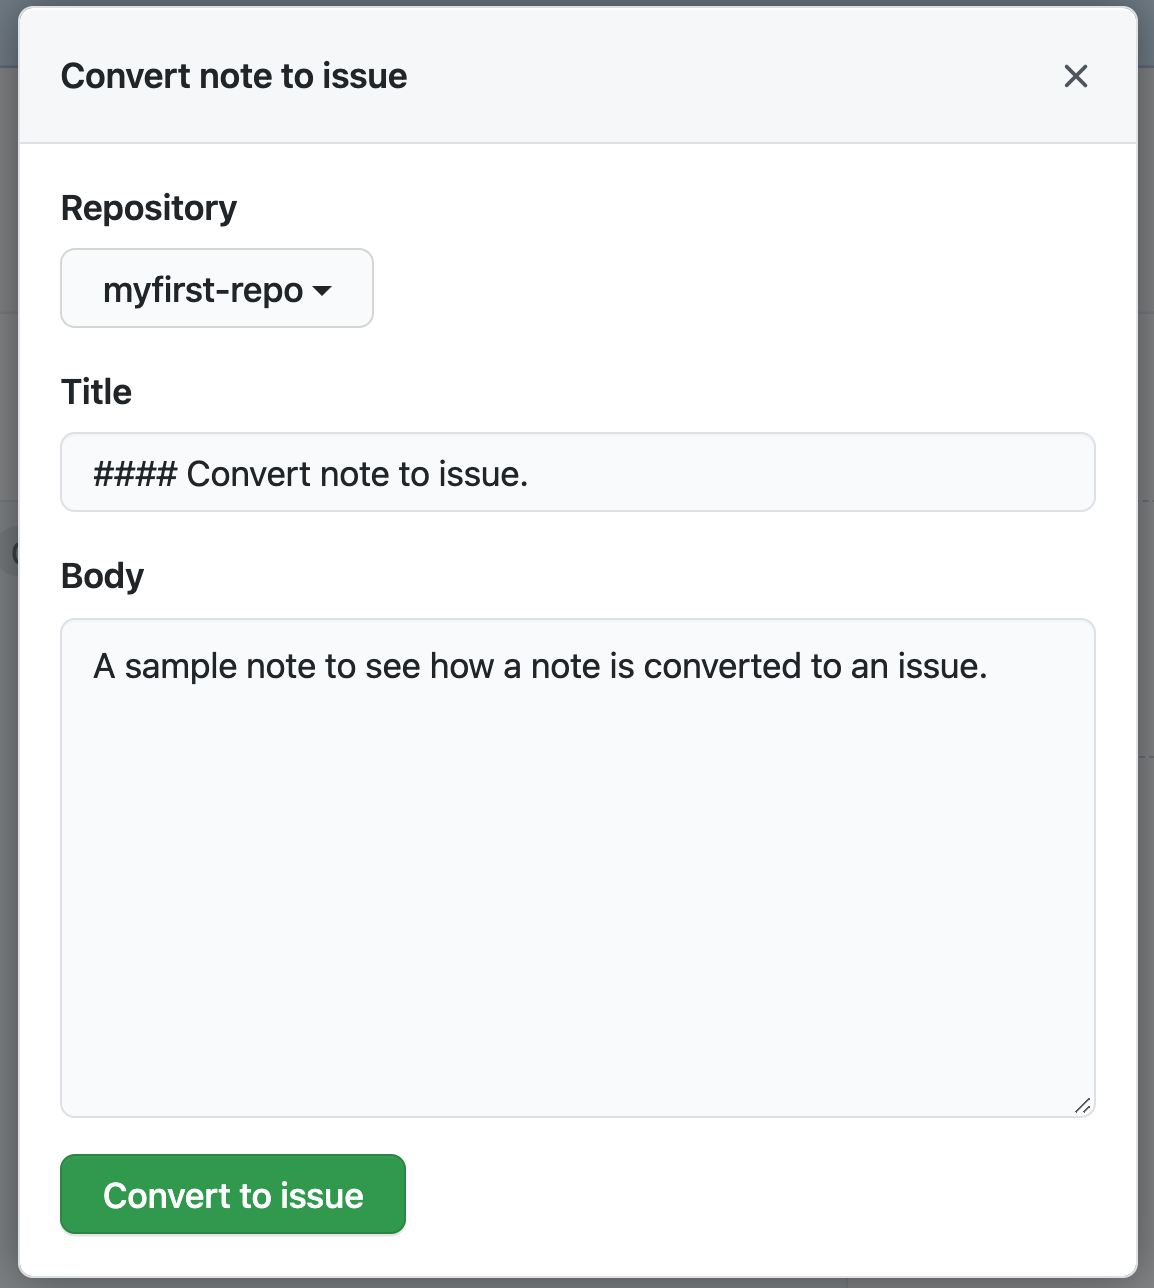 Convert note to issue
Repository
myfirst-repo
Title
#### Convert note to issue.
Body
A sample note to see how a note is converted to an issue.
Convert to issue